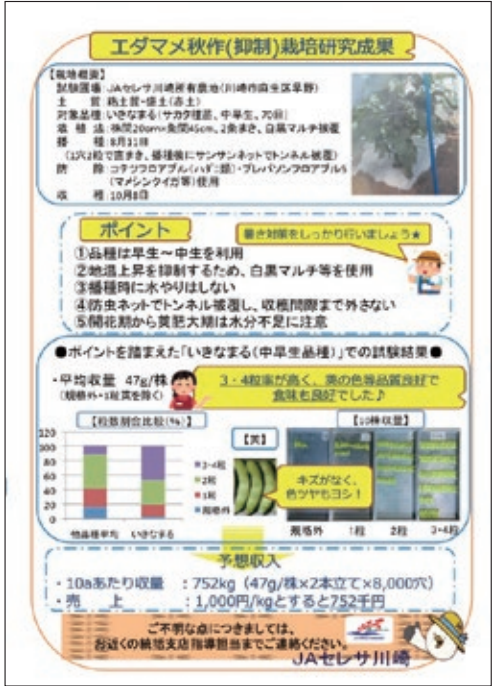 エダマメ秋作(抑制)栽培研究成果
【栽培概要】
試験圃場：JAセレサ川崎所有農地(川崎市麻生区早野)
土　質：粘土質・盛土(赤土)
対象品種：いきなまる(サカタ種苗、中早生、70日)
栽植法：株間20cm×条間45cm、2条まき、白黒マルチ被覆
播　種：8月
(1穴2粒で直まき、播種後にサンサンネットでトンネル被覆)
防　除：コテツフロアブル(ハダニ類)・プレバソンフロアブル5
(マメシンクイガ等)使用
収　穫：10月8日
ポイント
暑さ対策をしっかり行いましょう★
①品種は早生～中生を利用
②地温上昇を抑制するため、白黒マルチ等を使用
③播種時に水やりはしない
④防虫ネットでトンネル被覆し、収穫間際まで外さない
⑤開花期から莢肥大期は水分不足に注意
●ポイントを踏まえた「いきなまる(中早生品種)」での試験結果●
・平均収量　47g/株
(規格外・1粒莢を除く)
3・4粒率が高く、莢の色等品質良好で
食味も良好でした♪
【粒数割合比較(%)】
120
100
80
60
40
20
0
他品種平均　いきなまる
3-4粒
2粒
1粒
規格外
【莢】
キズがなく、
色ツヤもヨシ！
【10株収量】
規格外　1粒　2粒　3-4粒
予想収入
・10aあたり収量　：752kg（47g/株×2本立て×8,000穴）
・売　上　：1,000円/kgとすると752千円
ご不明な点につきましては、
お近くの統括支店指導担当までご連絡ください。
JAセレサ川崎